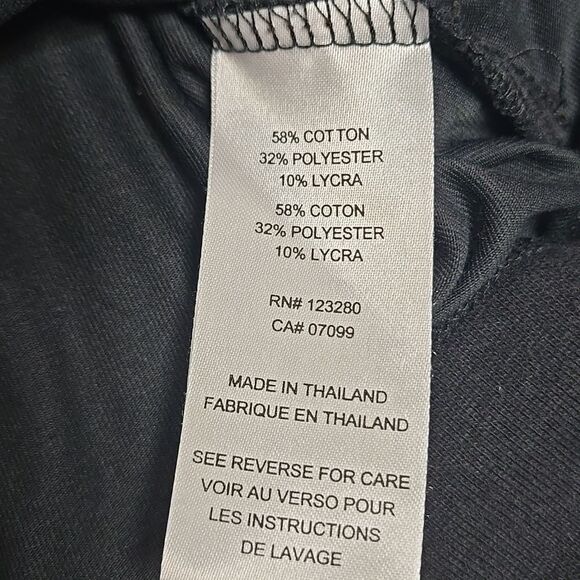 58% COTTON
32% POLYESTER
10% LYCRA
58% COTON
32% POLYESTER
10% LYCRA
RN# 123280
CA# 07099
MADE IN THAILAND
FABRIQUE EN THAILAND
SEE REVERSE FOR CARE
VOIR AU VERSO POUR
LES INSTRUCTIONS
DE LAVAGE